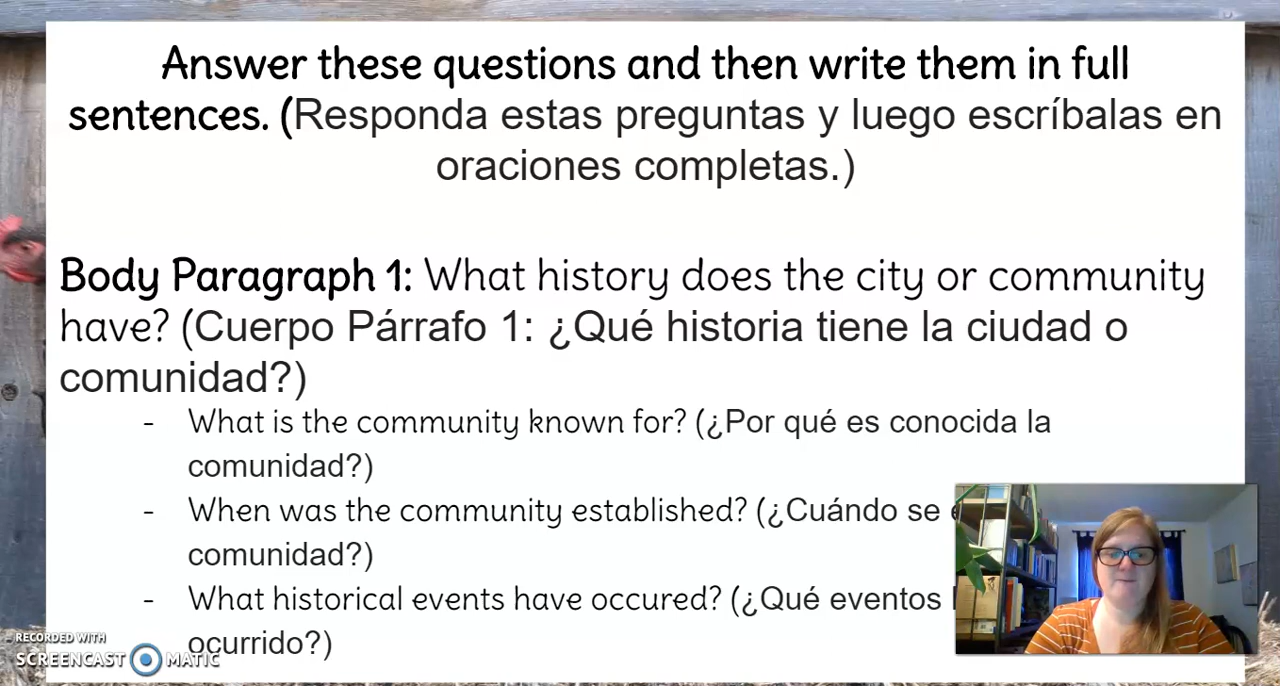 Answer these questions and then write them in full
sentences. (Responda estas preguntas y luego escríbalas en
oraciones completas.)
Body Paragraph 1: What history does the city or community
have? (Cuerpo Párrafo 1: ¿Qué historia tiene la ciudad o
comunidad?)
- What is the community known for? (¿Por qué es conocida la
comunidad?)
- When was the community established? (¿Cuándo se
comunidad?)
- What historical events have occured? (¿Qué eventos
ocurrido?)
RECORDED WITH
SCREENCAST MATIC